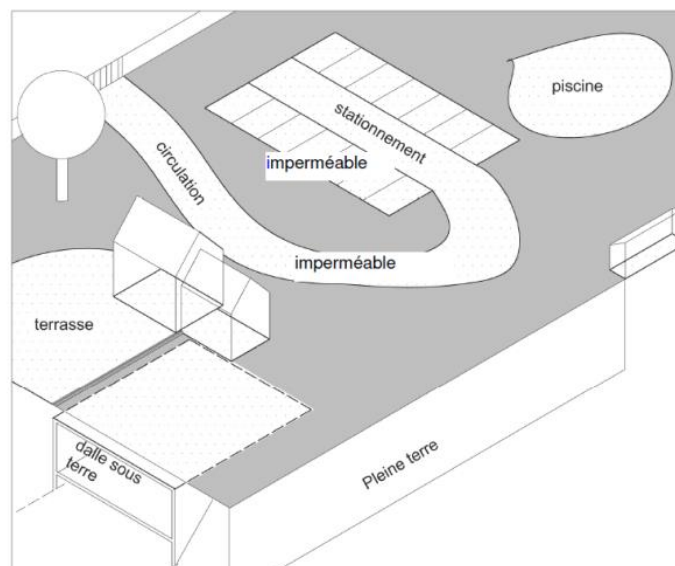 piscine
stationnement
imperméable
circulation
imperméable
terrasse
dalle sous
terre
Pleine terre